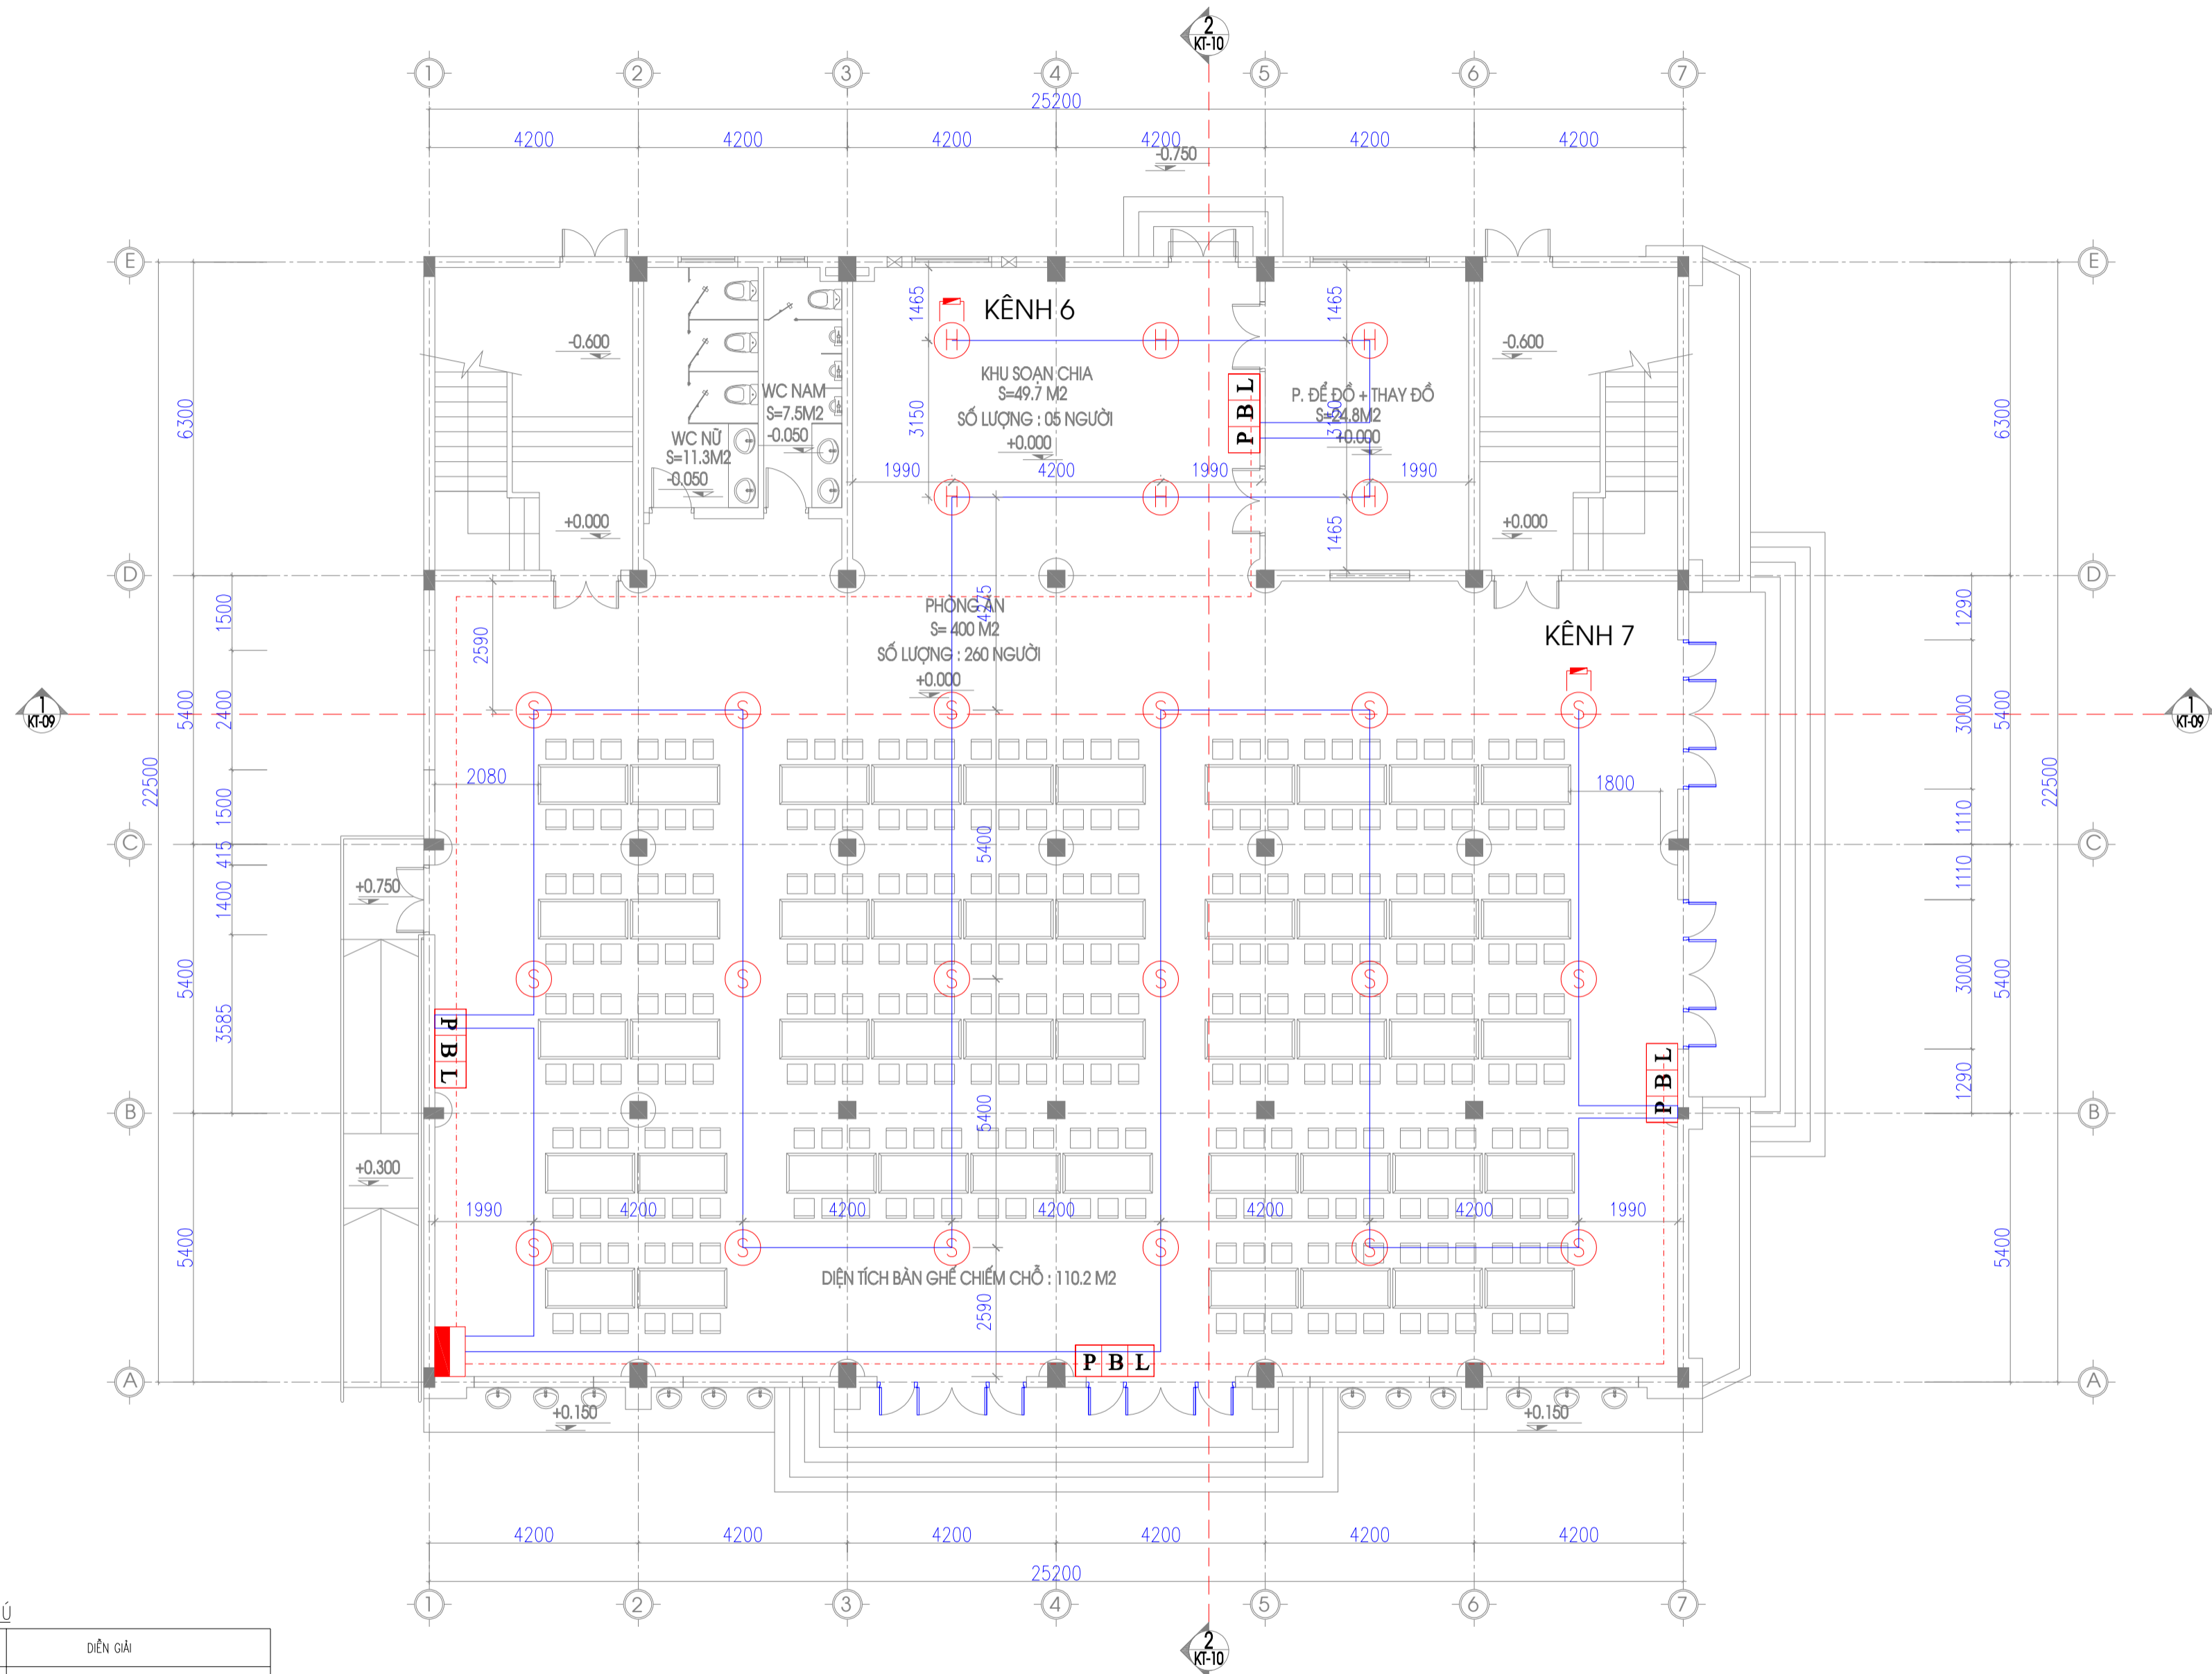 2
KT-10
1
2
3
4
5
6
7
25200
4200
4200
4200
4200
4200
4200
-0.750
E
E
1465
KÊNH 6
1465
H
H
H
-0.600
-0.600
KHU SOẠN CHIA
S=49.7 M2
SỐ LƯỢNG : 05 NGƯỜI
+0.000
P B L
P. ĐỂ ĐỒ + THAY ĐỒ
S=24.8M2
+0.000
WC NAM
S=7.5M2
-0.050
WC NỮ
S=11.3M2
-0.050
6300
3150
3150
6300
1990
4200
1990
1990
H
H
H
+0.000
1465
+0.000
D
D
1500
2590
PHÒNG ĂN
S= 400 M2
SỐ LƯỢNG : 260 NGƯỜI
+0.000
4275
KÊNH 7
1290
1
KT-09
5400
2400
S
S
S
S
S
S
3000
5400
1
KT-09
22500
2080
1800
22500
1500
1110
C
415
5400
C
+0.750
1400
1110
5400
S
S
S
S
S
S
3000
5400
3585
P B L
P B L
1290
B
5400
B
+0.300
1990
4200
4200
4200
4200
4200
1990
5400
S
S
S
S
S
S
5400
DIỆN TÍCH BÀN GHẾ CHIẾM CHỖ : 110.2 M2
2590
P B L
A
A
+0.150
+0.150
4200
4200
4200
4200
4200
4200
25200
1
2
3
4
5
6
7
Ú
DIỄN GIẢI
2
KT-10